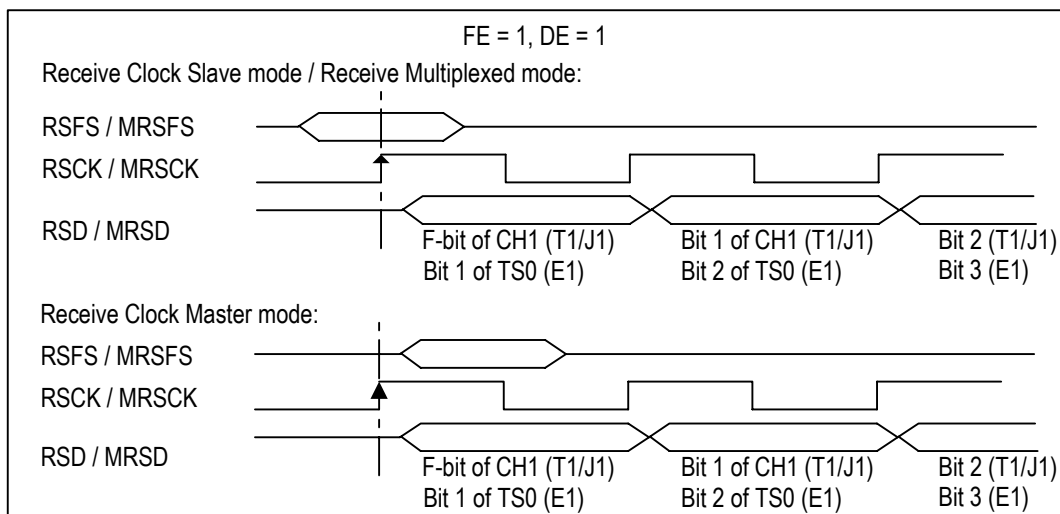 FE = 1, DE = 1
Receive Clock Slave mode / Receive Multiplexed mode:
RSFS / MRSFS
RSCK / MRSCK
RSD / MRSD
F-bit of CH1 (T1/J1) Bit 1 of CH1 (T1/J1) Bit 2 (T1/J1)
Bit 1 of TS0 (E1) Bit 2 of TS0 (E1) Bit 3 (E1)
Receive Clock Master mode:
RSFS / MRSFS
RSCK / MRSCK
RSD / MRSD
F-bit of CH1 (T1/J1) Bit 1 of CH1 (T1/J1) Bit 2 (T1/J1)
Bit 1 of TS0 (E1) Bit 2 of TS0 (E1) Bit 3 (E1)